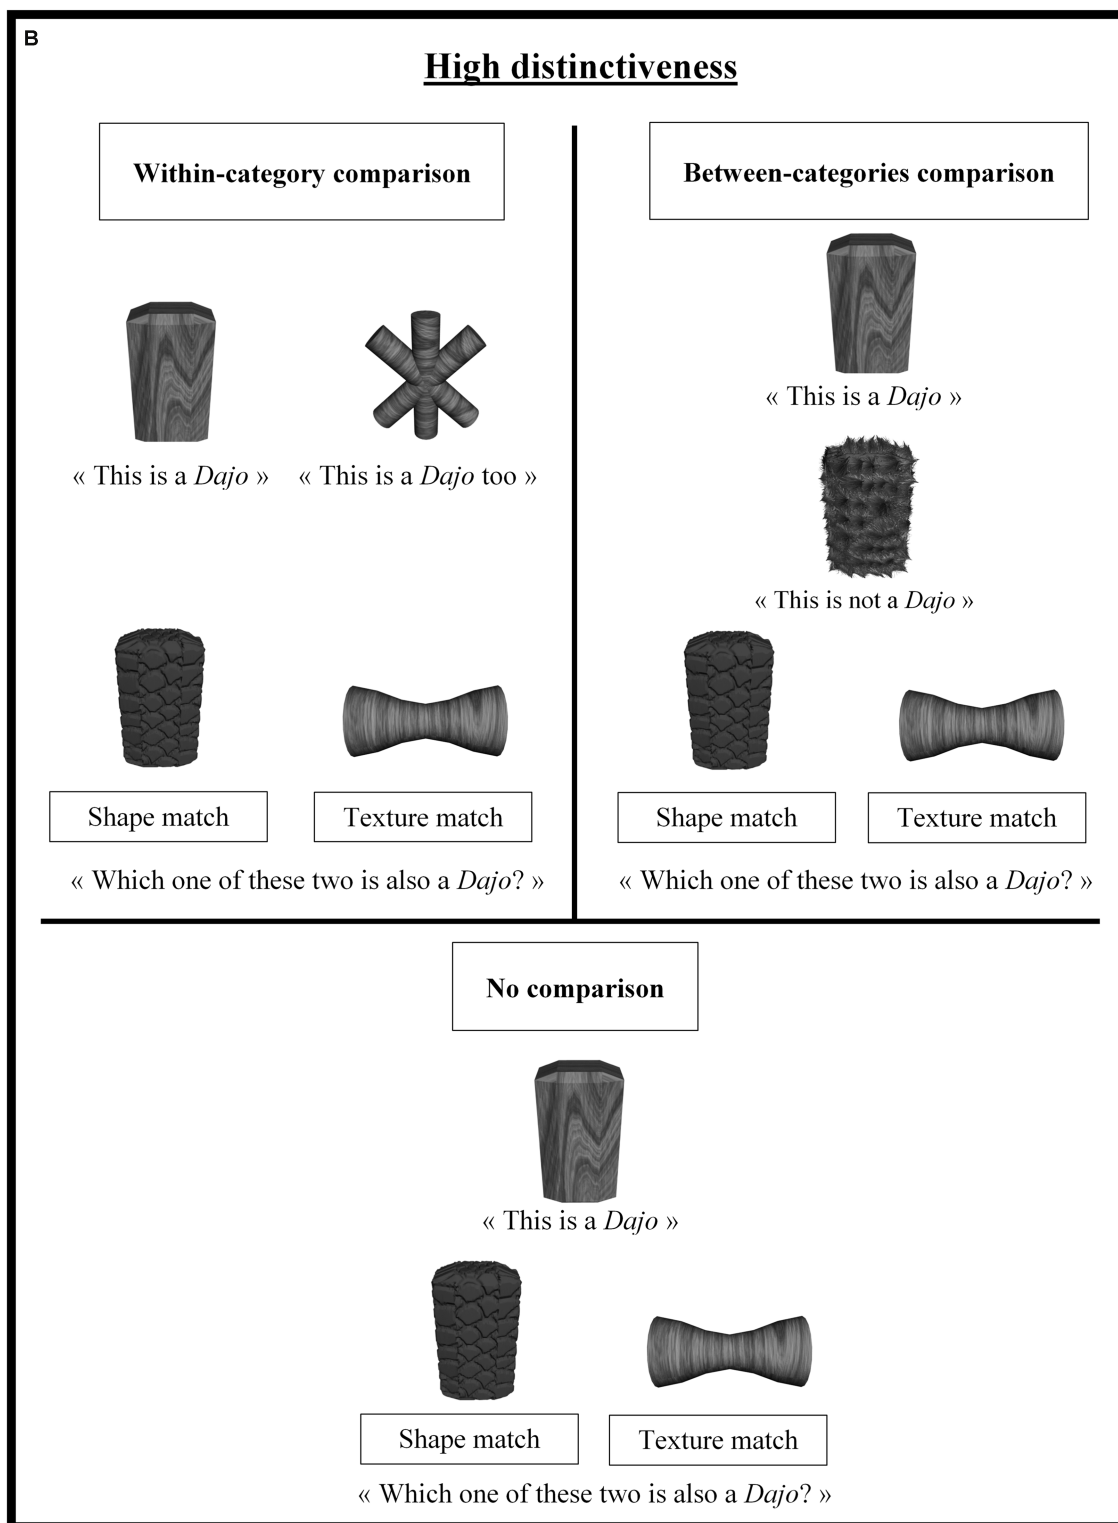 B
High distinctiveness
Within-category comparison
« This is a Dajo »
« This is a Dajo too »
Shape match
Texture match
« Which one of these two is also a Dajo? »
Between-categories comparison
« This is a Dajo »
« This is not a Dajo »
Shape match
Texture match
« Which one of these two is also a Dajo? »
No comparison
« This is a Dajo »
Shape match
Texture match
« Which one of these two is also a Dajo? »